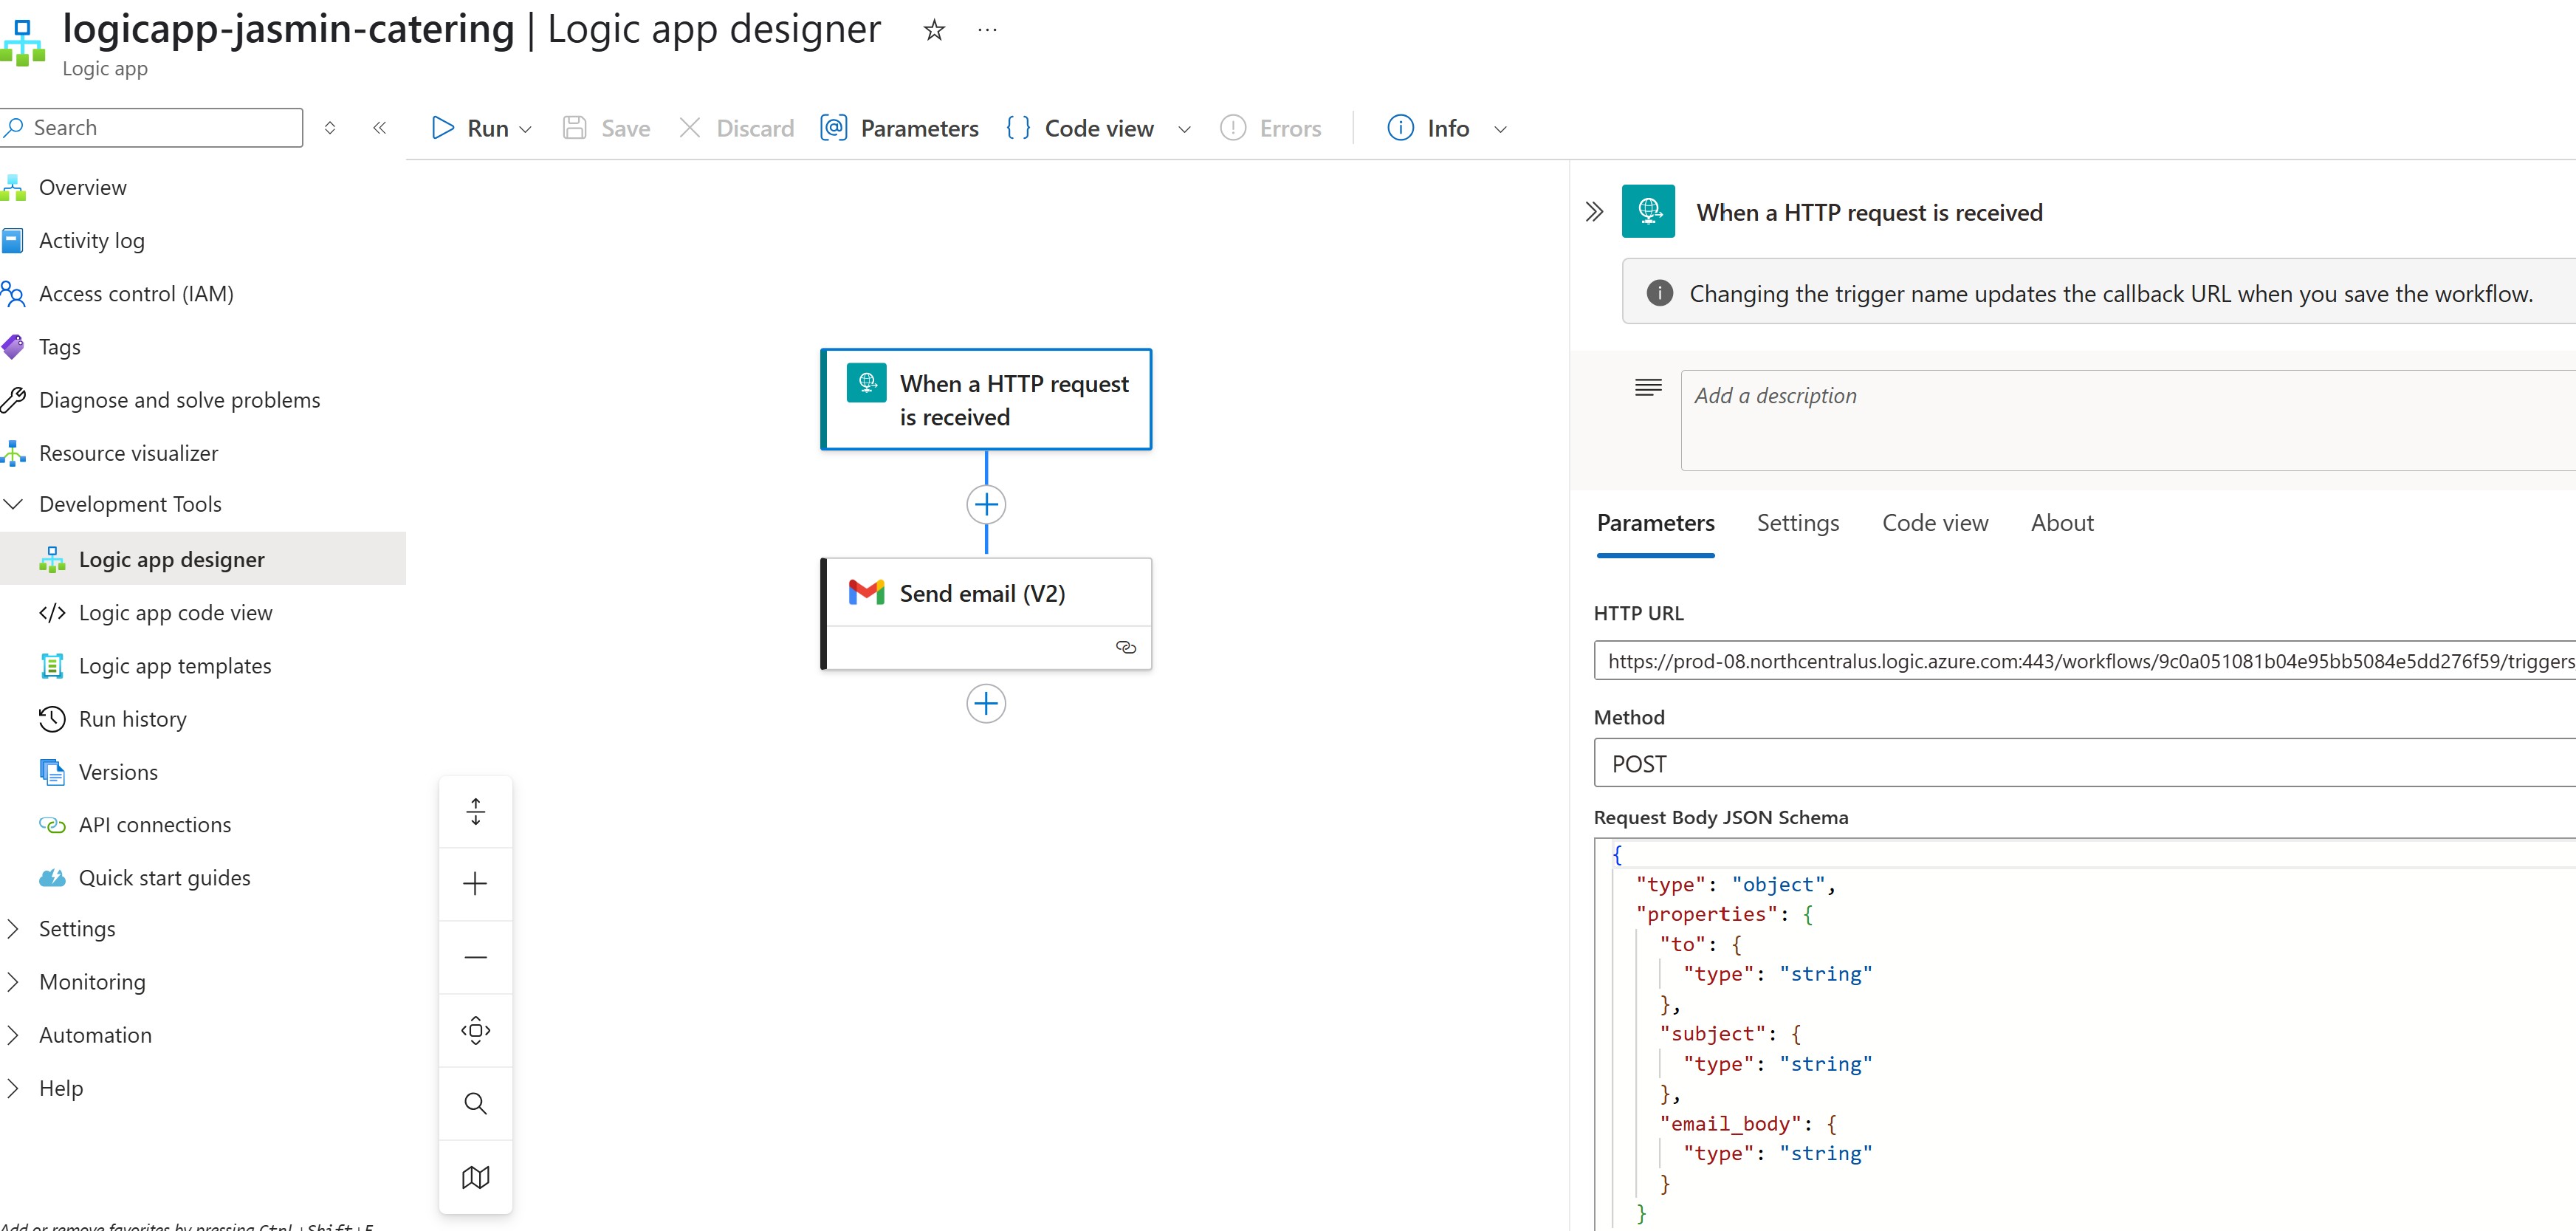 logicapp-jasmin-catering | Logic app designer
Logic app
Search
Run
Save
Discard
Parameters
Code view
Errors
Info
Overview
Activity log
Access control (IAM)
Tags
Diagnose and solve problems
Resource visualizer
Development Tools
Logic app designer
Logic app code view
Logic app templates
Run history
Versions
API connections
Quick start guides
Settings
Monitoring
Automation
Help
Add or remove favorites by pressing Ctrl+Shift+F
When a HTTP request
is received
Send email (V2)
When a HTTP request is received
Changing the trigger name updates the callback URL when you save the workflow.
Add a description
Parameters
Settings
Code view
About
HTTP URL
https://prod-08.northcentralus.logic.azure.com:443/workflows/9c0a051081b04e95bb5084e5dd276f59/triggers
Method
POST
Request Body JSON Schema
{
"type": "object",
"properties": {
"to": {
"type": "string"
},
"subject": {
"type": "string"
},
"email_body": {
"type": "string"
}
}